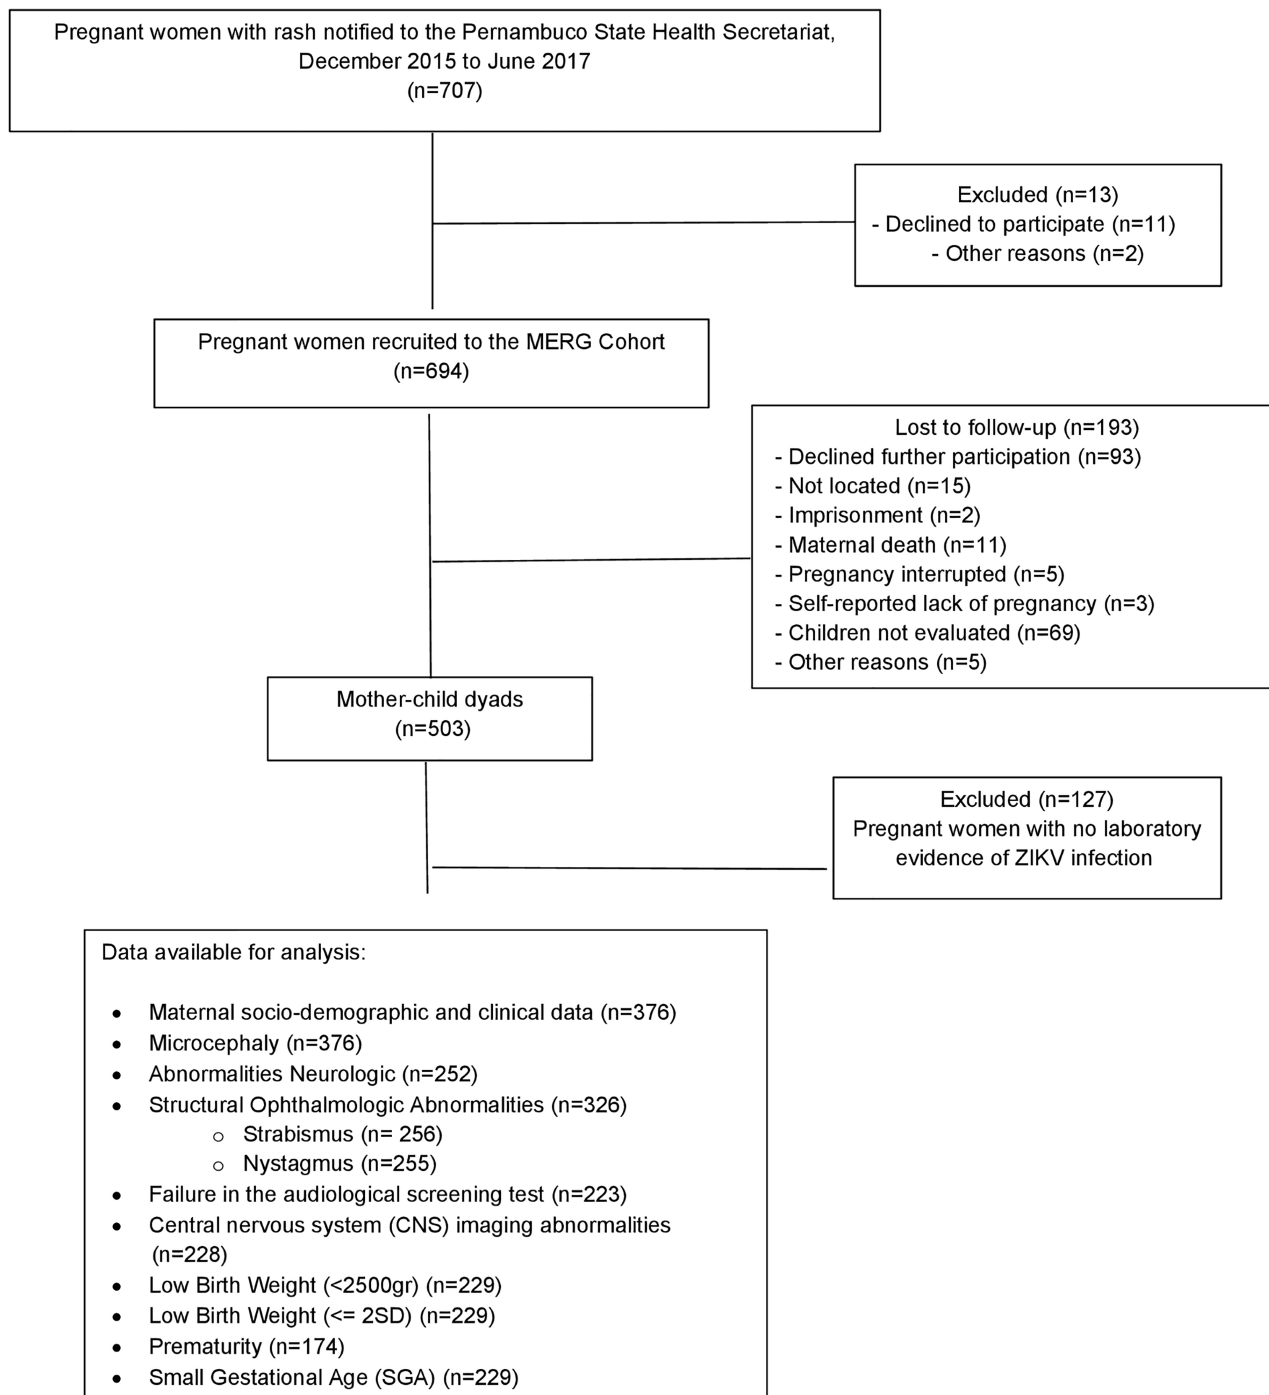 Pregnant women with rash notified to the Pernambuco State Health Secretariat,
December 2015 to June 2017
(n=707)
Excluded (n=13)
- Declined to participate (n=11)
- Other reasons (n=2)
Pregnant women recruited to the MERG Cohort
(n=694)
Lost to follow-up (n=193)
- Declined further participation (n=93)
- Not located (n=15)
- Imprisonment (n=2)
- Maternal death (n=11)
- Pregnancy interrupted (n=5)
- Self-reported lack of pregnancy (n=3)
- Children not evaluated (n=69)
- Other reasons (n=5)
Mother-child dyads
(n=503)
Excluded (n=127)
Pregnant women with no laboratory
evidence of ZIKV infection
Data available for analysis:
• Maternal socio-demographic and clinical data (n=376)
• Microcephaly (n=376)
• Abnormalities Neurologic (n=252)
• Structural Ophthalmologic Abnormalities (n=326)
o Strabismus (n= 256)
o Nystagmus (n=255)
• Failure in the audiological screening test (n=223)
• Central nervous system (CNS) imaging abnormalities
(n=228)
• Low Birth Weight (<2500gr) (n=229)
• Low Birth Weight (<= 2SD) (n=229)
• Prematurity (n=174)
• Small Gestational Age (SGA) (n=229)